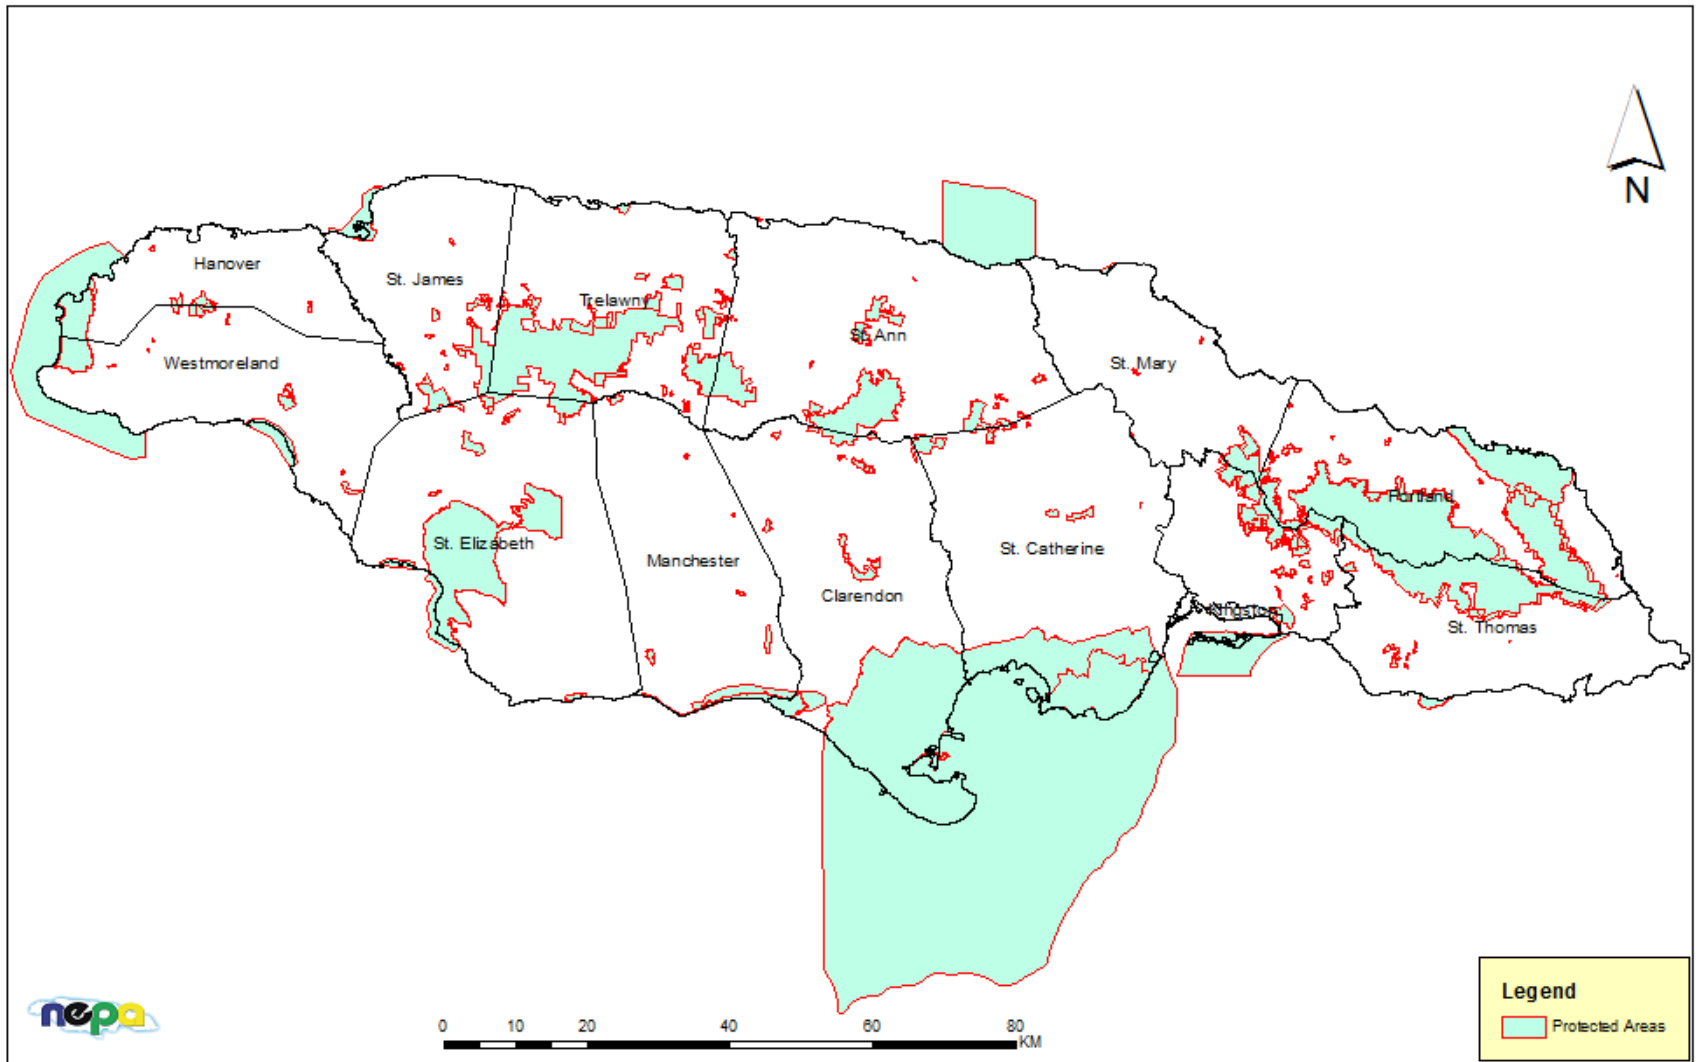 N
Hanover
St. James
Trelawny
St. Ann
Westmoreland
St. Mary
Portland
St. Elizabeth
Manchester
St. Catherine
Clarendon
Kingston
St. Thomas
nepa
0 10 20 40 60 80
KM
Legend
Protected Areas